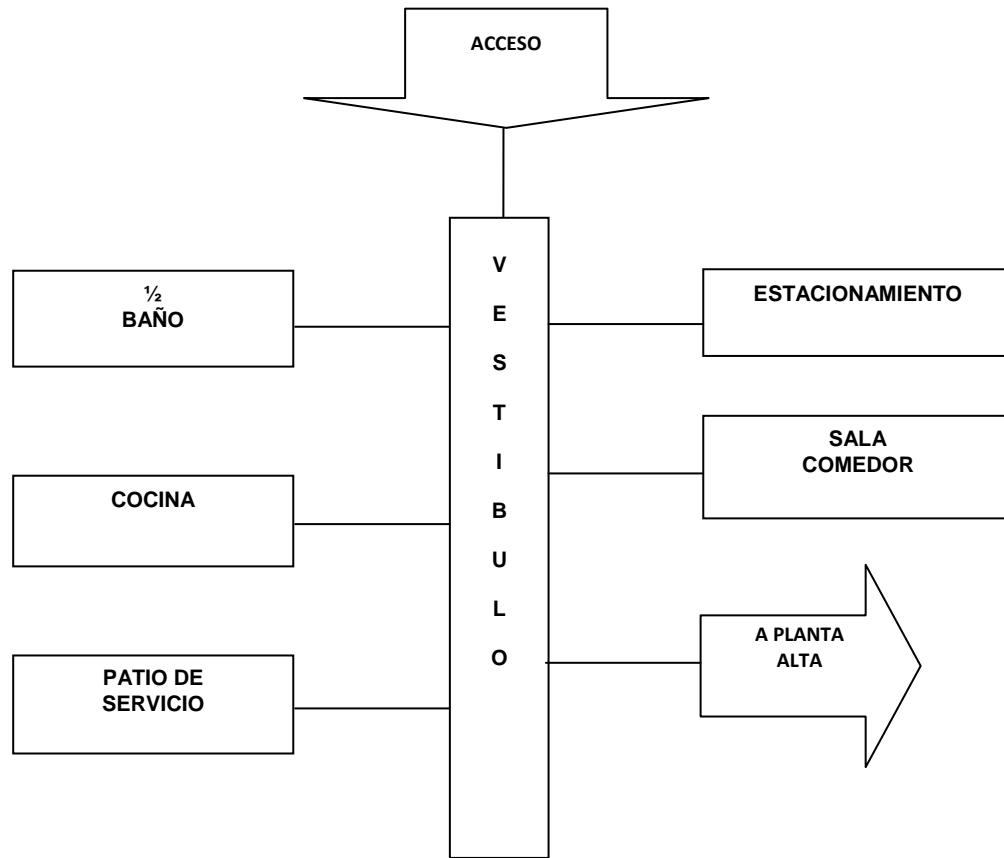 ACCESO
½
BAÑO
COCINA
PATIO DE
SERVICIO
V
E
S
T
I
B
U
L
O
ESTACIONAMIENTO
SALA
COMEDOR
A PLANTA
ALTA